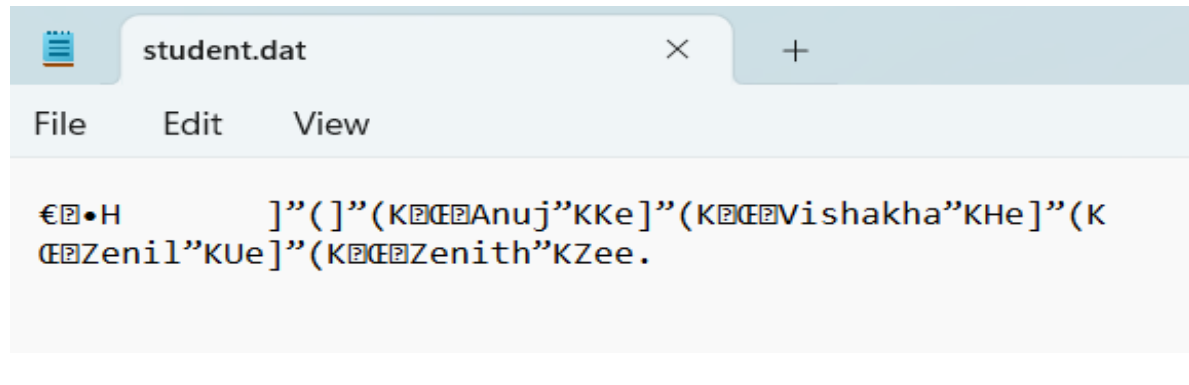 student.dat × +
File Edit View
€⍰•H ]”(]”(K⍰Œ⍰Anuj”KKe]”(K⍰Œ⍰Vishakha”KHe]”(K
Œ⍰Zenil”KUe]”(K⍰Œ⍰Zenith”KZee.